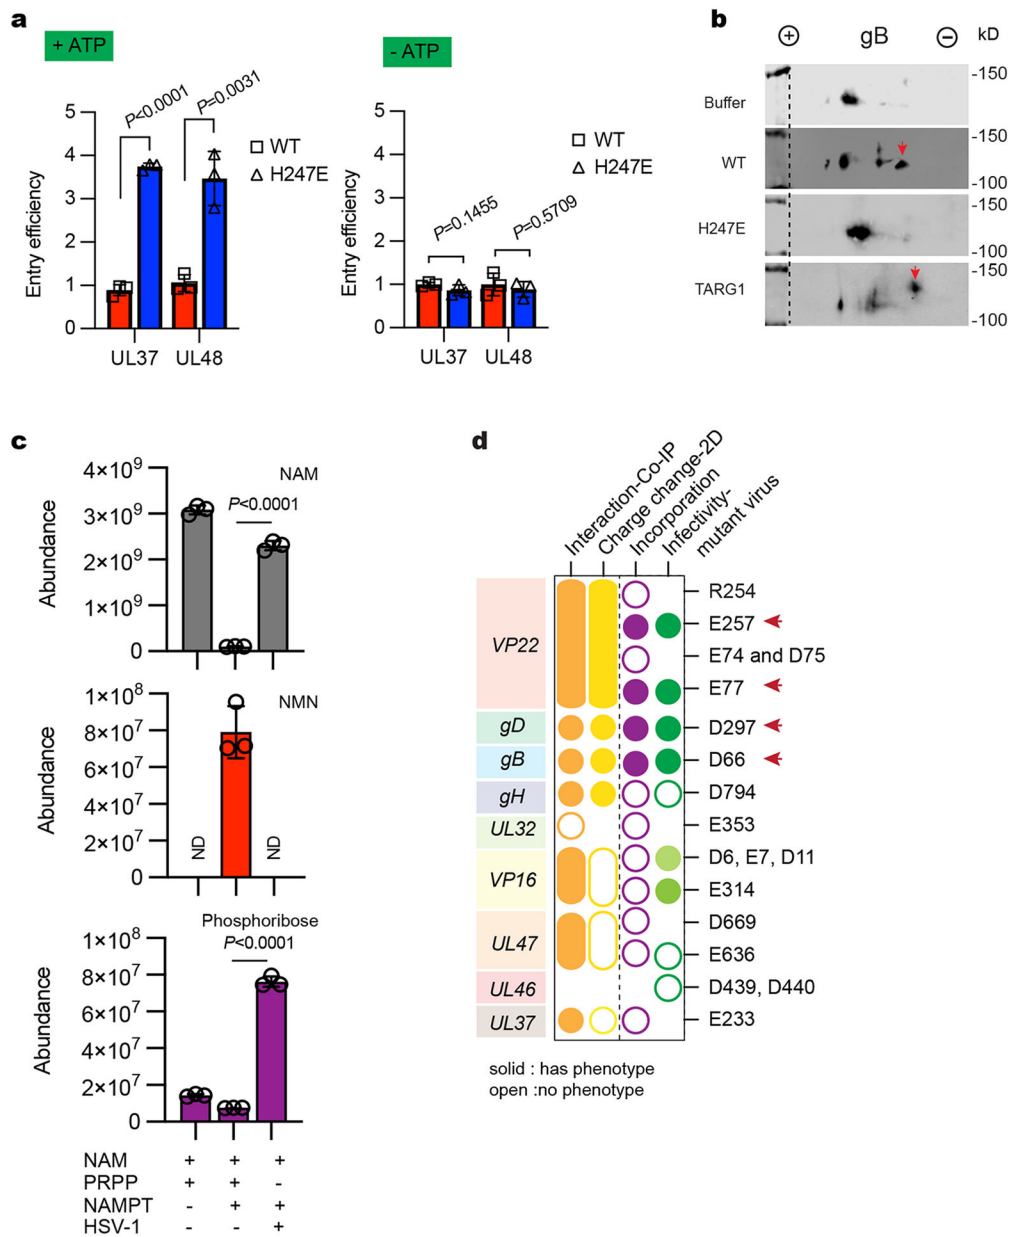 a
+ ATP
- ATP
P<0.0001
P=0.0031
P=0.1455
P=0.5709
WT
H247E
WT
H247E
Entry efficiency
5
4
3
2
1
0
UL37
UL48
Entry efficiency
5
4
3
2
1
0
UL37
UL48
b
+
gB
−
kD
Buffer
-150
WT
-150
-100
H247E
-150
-100
TARG1
-150
-100
c
Abundance
4×10⁹
3×10⁹
2×10⁹
1×10⁹
0
NAM
P<0.0001
Abundance
1×10⁸
8×10⁷
6×10⁷
4×10⁷
2×10⁷
0
NMN
ND
ND
Abundance
1×10⁸
8×10⁷
6×10⁷
4×10⁷
2×10⁷
0
Phosphoribose
P<0.0001
NAM + + +
PRPP + + -
NAMPT - + +
HSV-1 - - +
d
Interaction-Co-IP
Charge change-2D
Incorporation
Infectivity-
mutant virus
VP22
gD
gB
gH
UL32
VP16
UL47
UL46
UL37
R254
E257
E74 and D75
E77
D297
D66
D794
E353
D6, E7, D11
E314
D669
E636
D439, D440
E233
solid : has phenotype
open :no phenotype